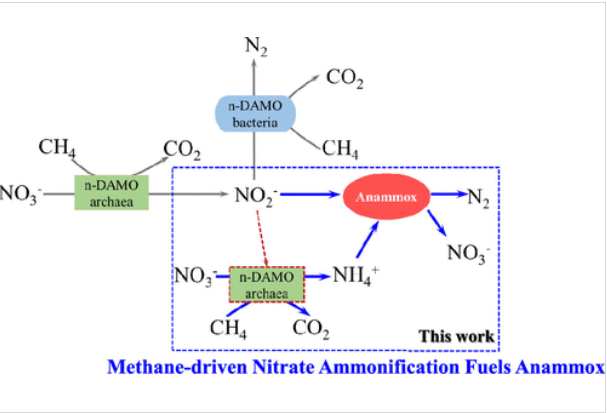 N₂
CO₂
n-DAMO
bacteria
CH₄
CH₄
CO₂
NO₃⁻
n-DAMO
archaea
NO₂⁻
Anammox
N₂
NO₃⁻
NO₃⁻
n-DAMO
archaea
NH₄⁺
CH₄
CO₂
This work
Methane-driven Nitrate Ammonification Fuels Anammox